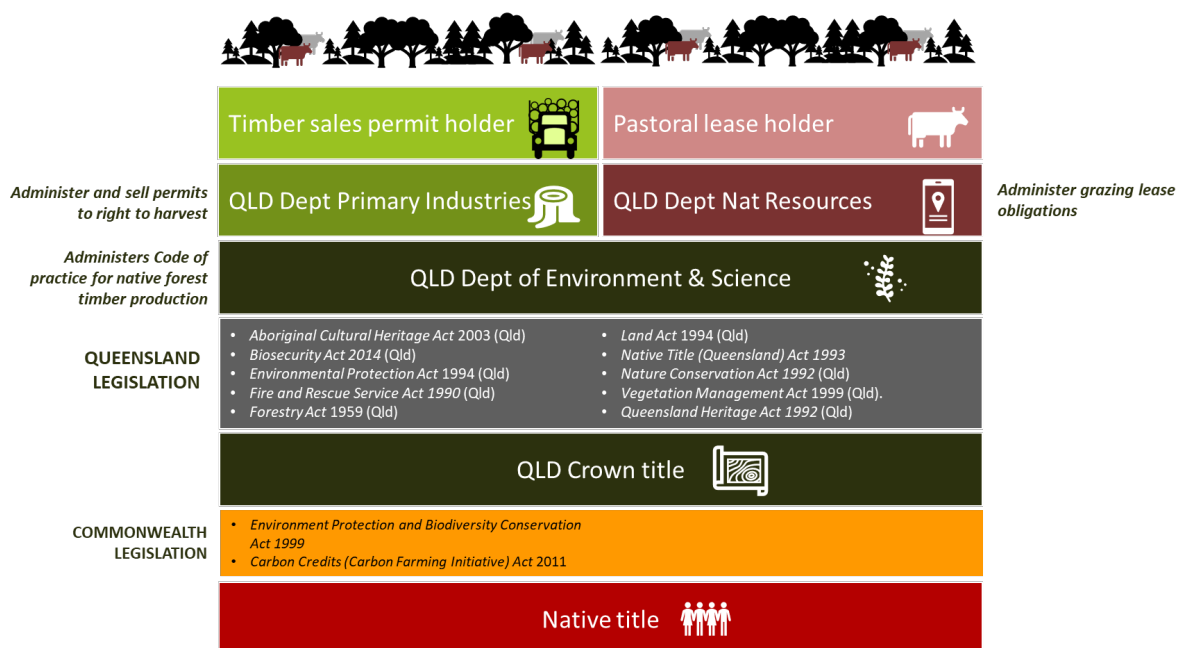 Timber sales permit holder
Pastoral lease holder
Administer and sell permits
to right to harvest
QLD Dept Primary Industries
QLD Dept Nat Resources
Administer grazing lease
obligations
Administers Code of
practice for native forest
timber production
QLD Dept of Environment & Science
QUEENSLAND
LEGISLATION
• Aboriginal Cultural Heritage Act 2003 (Qld)
• Biosecurity Act 2014 (Qld)
• Environmental Protection Act 1994 (Qld)
• Fire and Rescue Service Act 1990 (Qld)
• Forestry Act 1959 (Qld)
• Land Act 1994 (Qld)
• Native Title (Queensland) Act 1993
• Nature Conservation Act 1992 (Qld)
• Vegetation Management Act 1999 (Qld).
• Queensland Heritage Act 1992 (Qld)
QLD Crown title
COMMONWEALTH
LEGISLATION
• Environment Protection and Biodiversity Conservation
Act 1999
• Carbon Credits (Carbon Farming Initiative) Act 2011
Native title